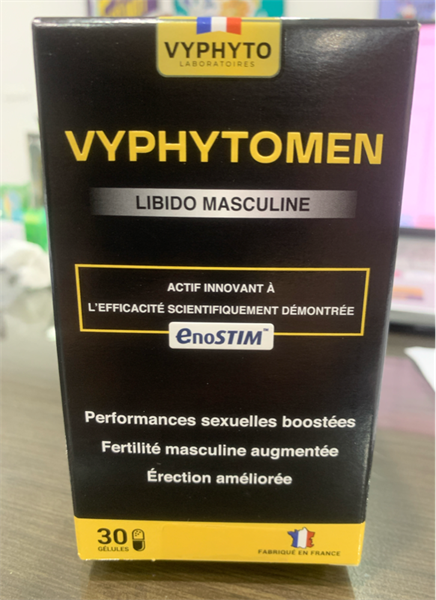 VYPHYTO
LABORATOIRES
VYPHYTOMEN
LIBIDO MASCULINE
ACTIF INNOVANT À
L'EFFICACITÉ SCIENTIFIQUEMENT DÉMONTRÉE
enoSTIM™
Performances sexuelles boostées
Fertilité masculine augmentée
Érection améliorée
30
GÉLULES
FABRIQUÉ EN FRANCE